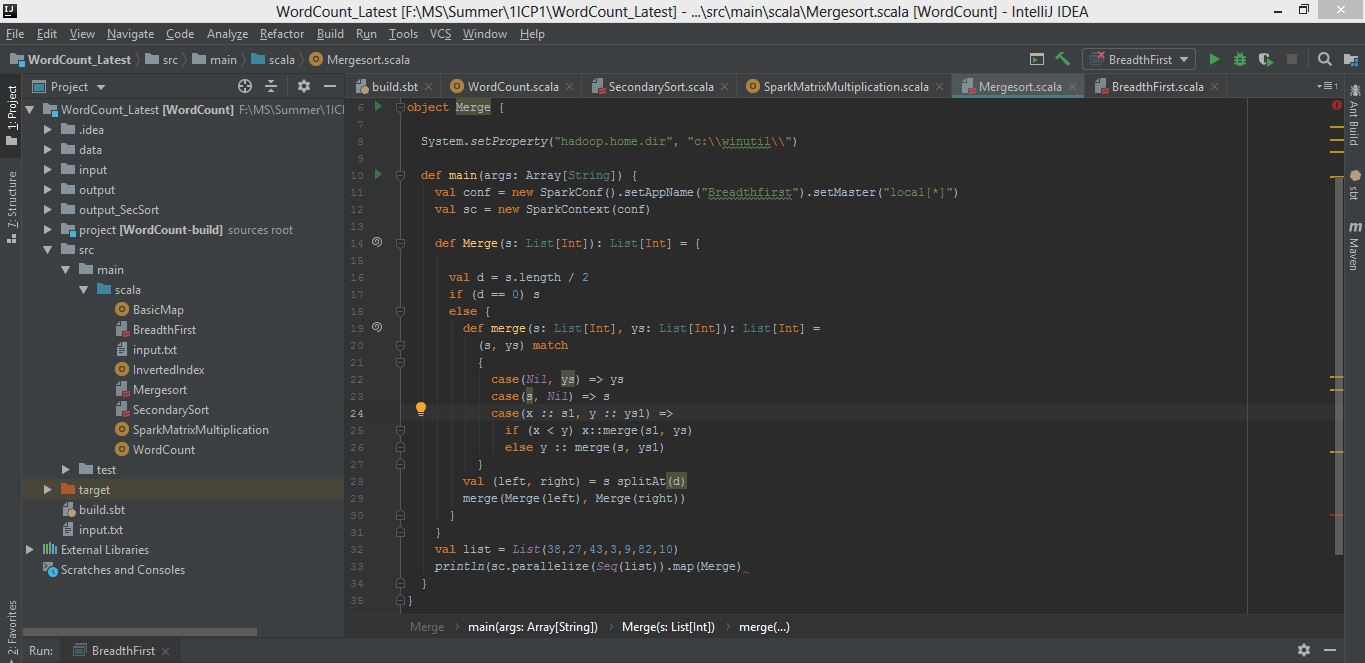 WordCount_Latest [F:\MS\Summer\1ICP1\WordCount_Latest] - ...\src\main\scala\Mergesort.scala [WordCount] - IntelliJ IDEA
File Edit View Navigate Code Analyze Refactor Build Run Tools VCS Window Help
WordCount_Latest src main scala Mergesort.scala BreadthFirst
Project
build.sbt WordCount.scala SecondarySort.scala SparkMatrixMultiplication.scala Mergesort.scala BreadthFirst.scala
1: Project
7: Structure
2: Favorites
WordCount_Latest [WordCount] F:\MS\Summer\1ICI
.idea
data
input
output
output_SecSort
project [WordCount-build] sources root
src
main
scala
BasicMap
BreadthFirst
input.txt
InvertedIndex
Mergesort
SecondarySort
SparkMatrixMultiplication
WordCount
test
target
build.sbt
input.txt
External Libraries
Scratches and Consoles
6 object Merge {
7
8 System.setProperty("hadoop.home.dir", "c:\\winutil\\")
9
10 def main(args: Array[String]) {
11 val conf = new SparkConf().setAppName("Breadthfirst").setMaster("local[*]")
12 val sc = new SparkContext(conf)
13
14 def Merge(s: List[Int]): List[Int] = {
15
16 val d = s.length / 2
17 if (d == 0) s
18 else {
19 def merge(s: List[Int], ys: List[Int]): List[Int] =
20 (s, ys) match
21 {
22 case(Nil, ys) => ys
23 case(s, Nil) => s
24 case(x :: s1, y :: ys1) =>
25 if (x < y) x::merge(s1, ys)
26 else y :: merge(s, ys1)
27 }
28 val (left, right) = s splitAt(d)
29 merge(Merge(left), Merge(right))
30 }
31 }
32 val list = List(38,27,43,3,9,82,10)
33 println(sc.parallelize(Seq(list)).map(Merge)
34 }
35 }
Ant Build
sbt
Maven
Merge main(args: Array[String]) Merge(s: List[Int]) merge(...)
Run: BreadthFirst